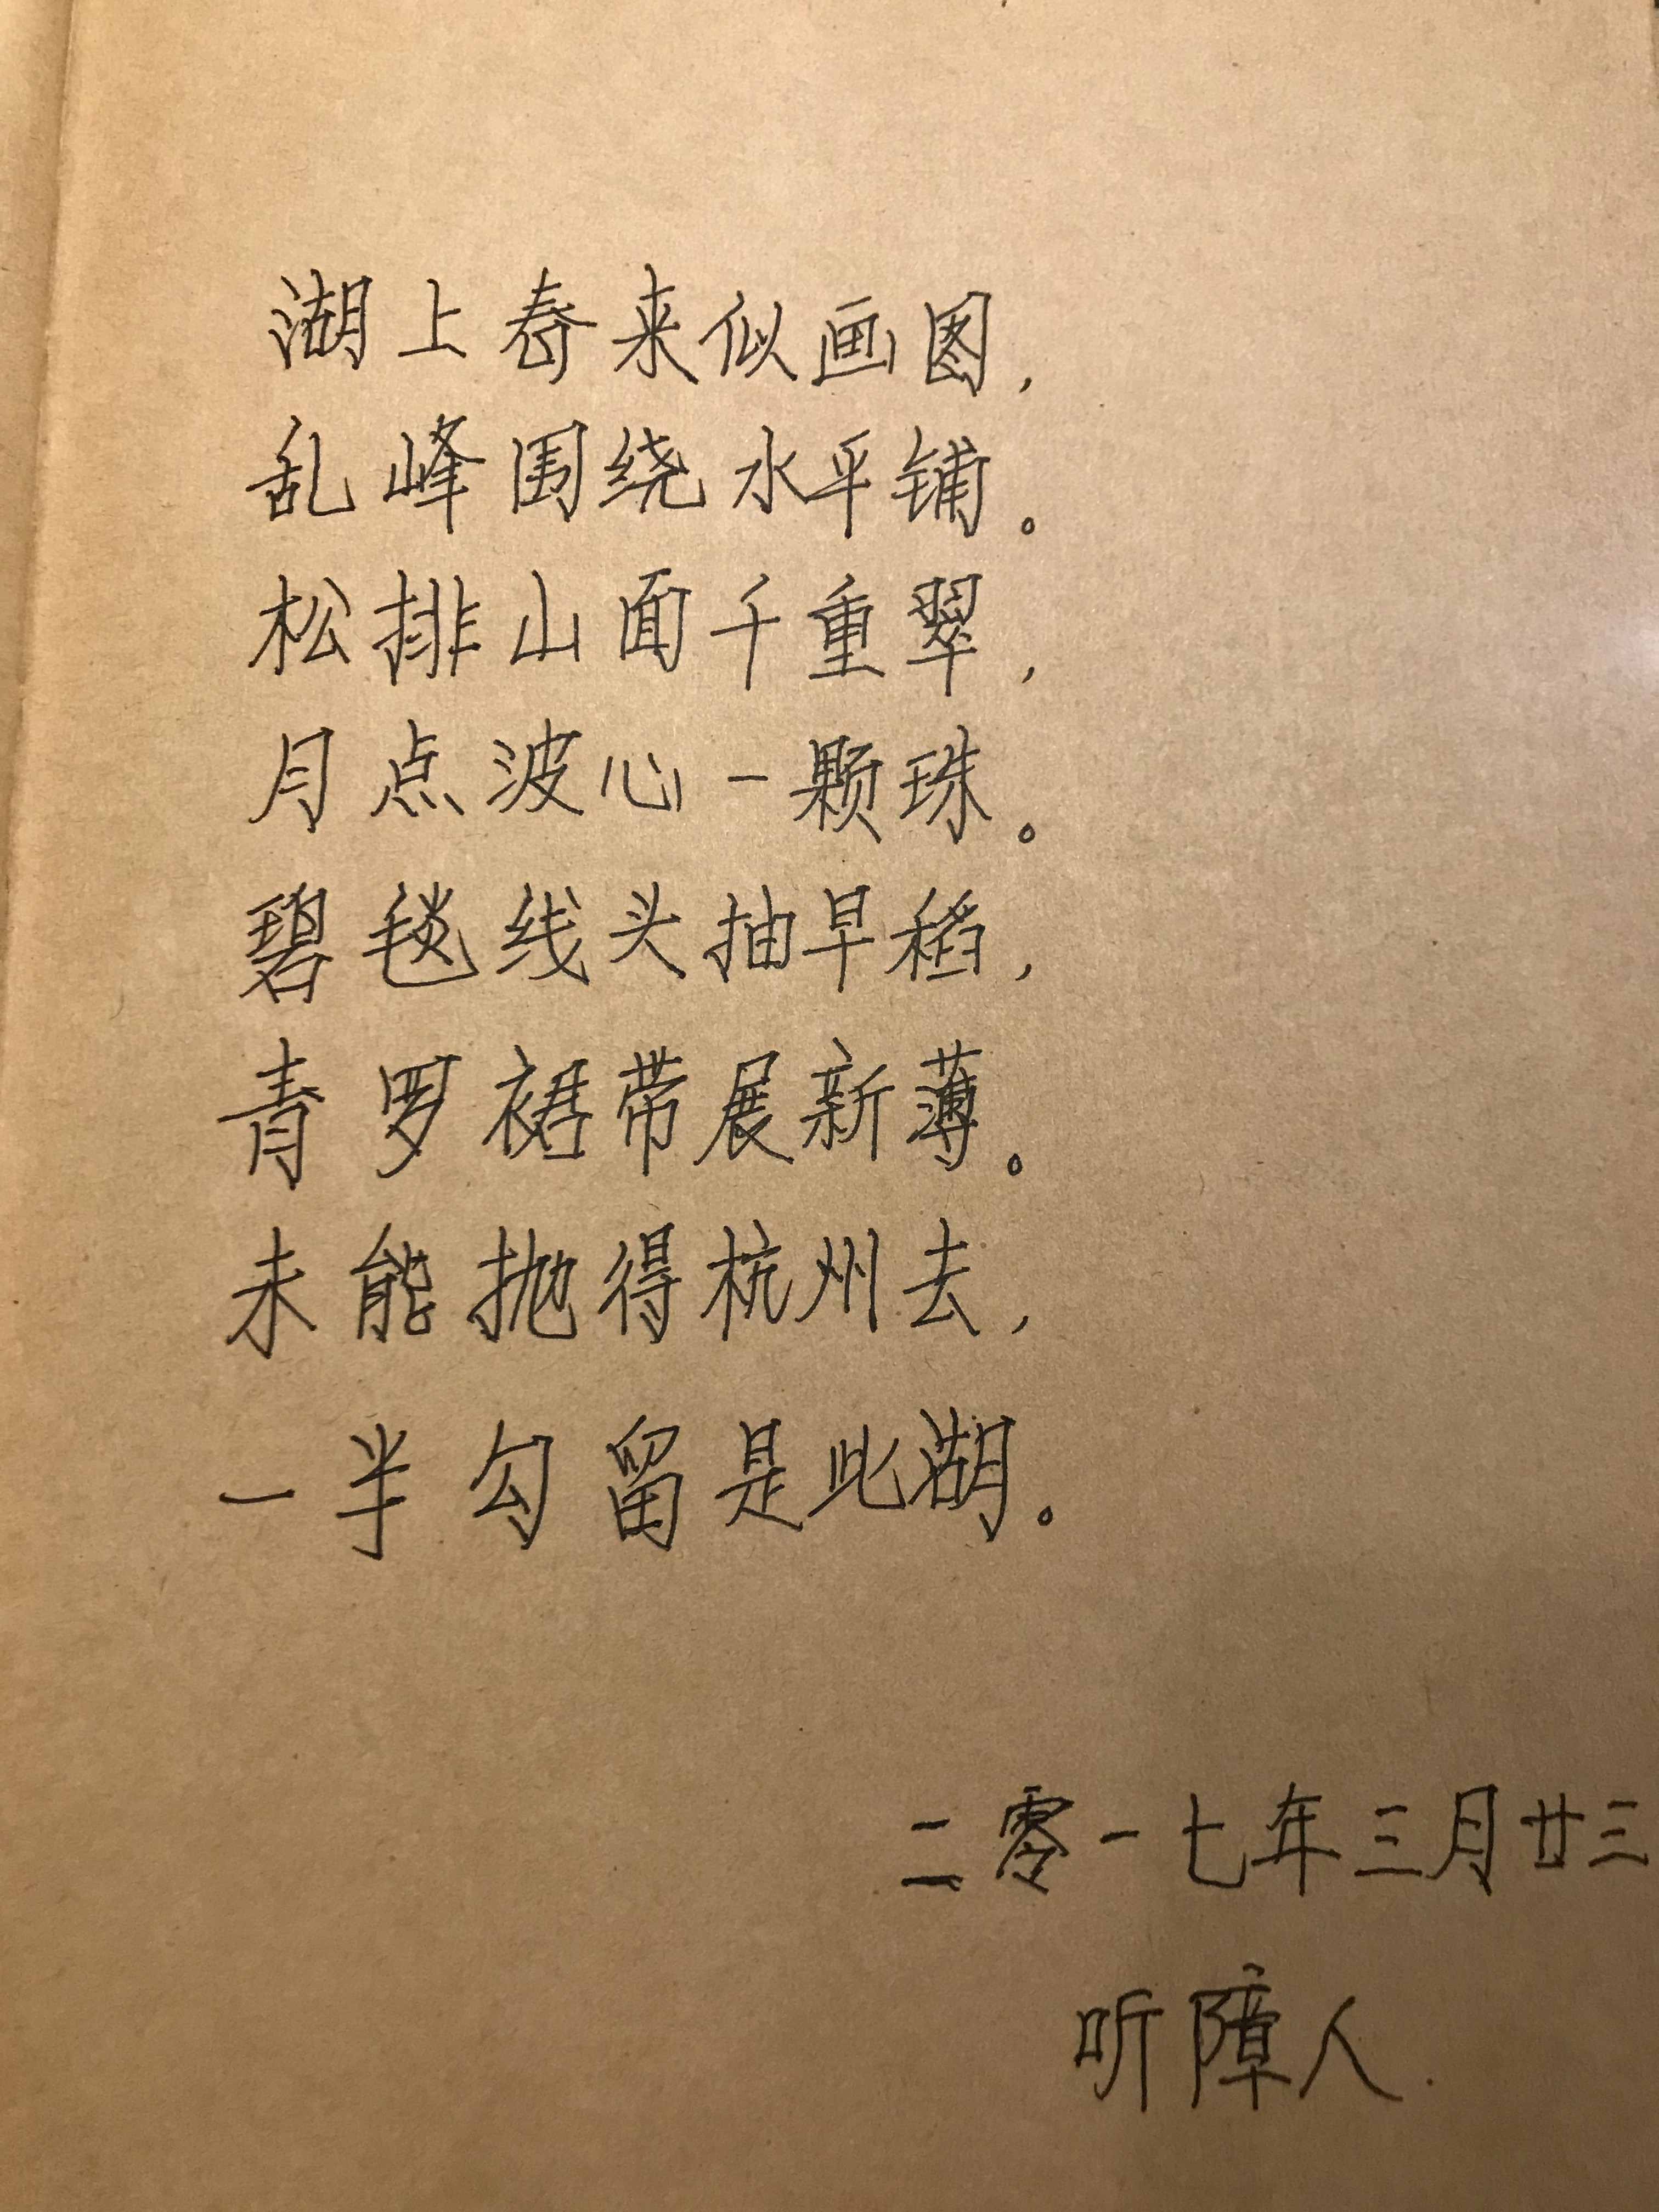 湖上春来似画图，
乱峰围绕水平铺。
松排山面千重翠，
月点波心一颗珠。
碧毯线头抽早稻，
青罗裙带展新薄。
未能抛得杭州去，
一半勾留是此湖。
二零一七年三月廿三
听障人.